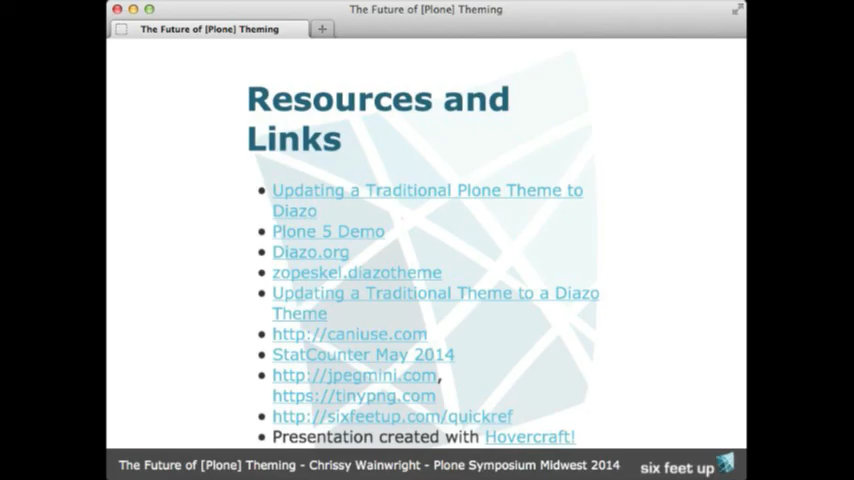 The Future of [Plone] Theming
The Future of [Plone] Theming
Resources and
Links
• Updating a Traditional Plone Theme to
Diazo
• Plone 5 Demo
• Diazo.org
• zopeskel.diazotheme
• Updating a Traditional Theme to a Diazo
Theme
• http://caniuse.com
• StatCounter May 2014
• http://jpegmini.com,
https://tinypng.com
• http://sixfeetup.com/quickref
• Presentation created with Hovercraft!
The Future of [Plone] Theming - Chrissy Wainwright - Plone Symposium Midwest 2014
six feet up